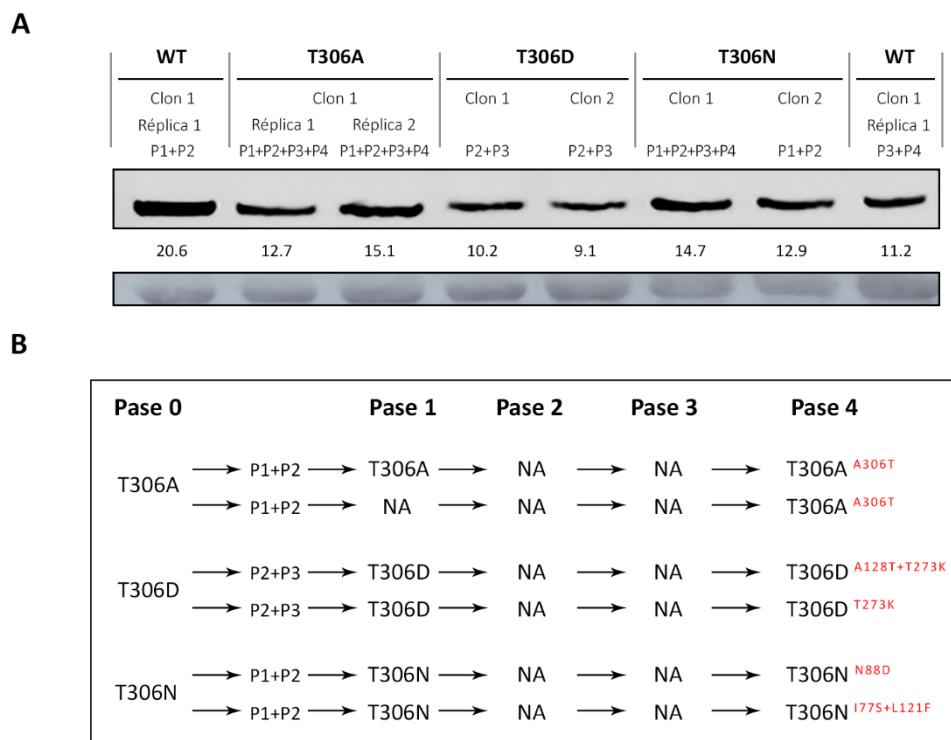 A
WT T306A T306D T306N WT
Clon 1 Clon 1 Clon 1 Clon 2 Clon 1 Clon 2 Clon 1
Réplica 1 Réplica 1 Réplica 2 Réplica 1
P1+P2 P1+P2+P3+P4 P1+P2+P3+P4 P2+P3 P2+P3 P1+P2+P3+P4 P1+P2 P3+P4
20.6 12.7 15.1 10.2 9.1 14.7 12.9 11.2
B
Pase 0 Pase 1 Pase 2 Pase 3 Pase 4
T306A
P1+P2 T306A NA NA T306A A306T
P1+P2 NA NA NA T306A A306T
T306D
P2+P3 T306D NA NA T306D A128T+T273K
P2+P3 T306D NA NA T306D T273K
T306N
P1+P2 T306N NA NA T306N N88D
P1+P2 T306N NA NA T306N I77S+L121F